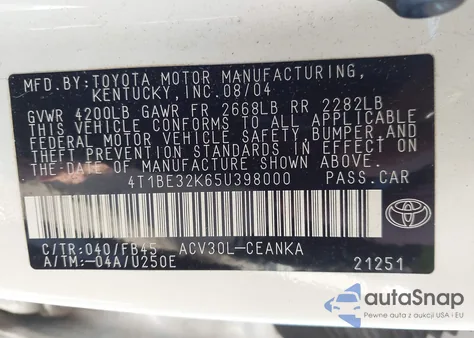 MFD.BY:TOYOTA MOTOR MANUFACTURING,
KENTUCKY, INC.08/04
GVWR 4200LB GAWR FR 2668LB RR 2282LB
THIS VEHICLE CONFORMS TO ALL APPLICABLE
FEDERAL MOTOR VEHICLE SAFETY,BUMPER,AND
THEFT PREVENTION STANDARDS IN EFFECT ON
THE DATE OF MANUFACTURE SHOWN ABOVE.
4T1BE32K65U398000 PASS.CAR
C/TR:040/FB45 ACV30L-CEANKA
A/TM:-04A/U250E 21251
autaSnap
Pewne auta z aukcji USA i EU